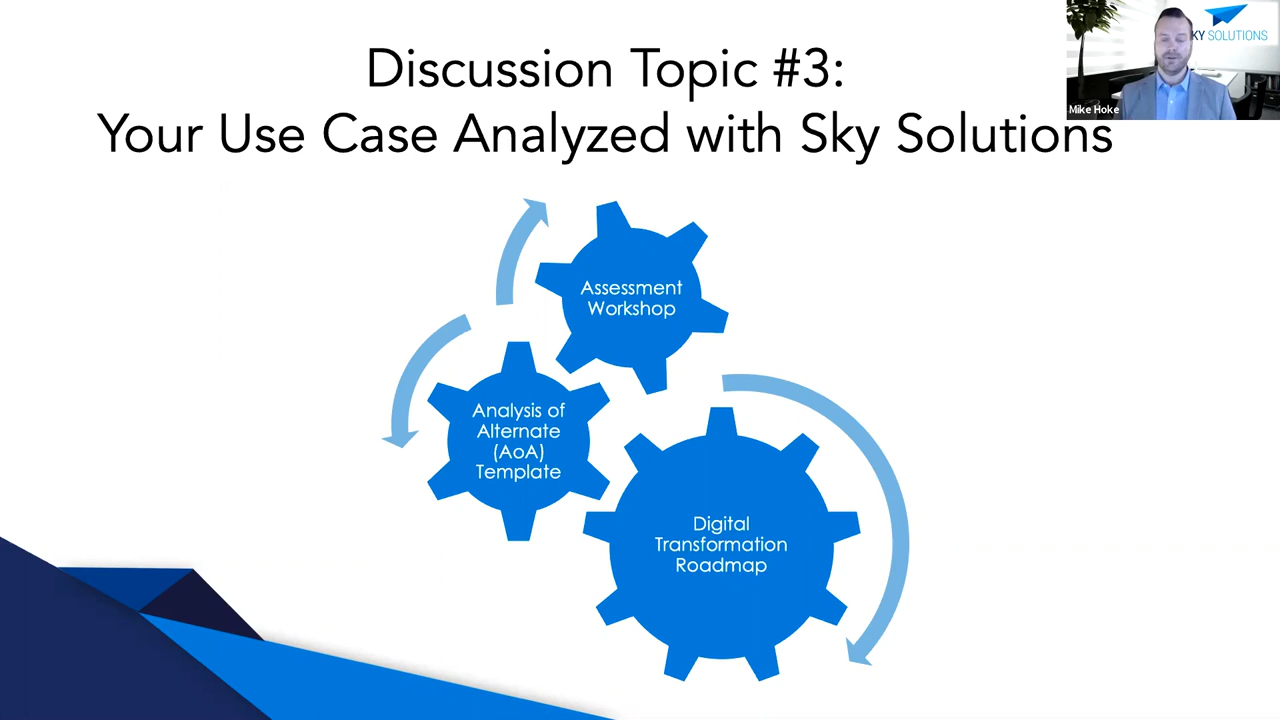 Discussion Topic #3:
Your Use Case Analyzed with Sky Solutions
KY SOLUTIONS
Mike Hoke
Assessment
Workshop
Analysis of
Alternate
(AoA)
Template
Digital
Transformation
Roadmap